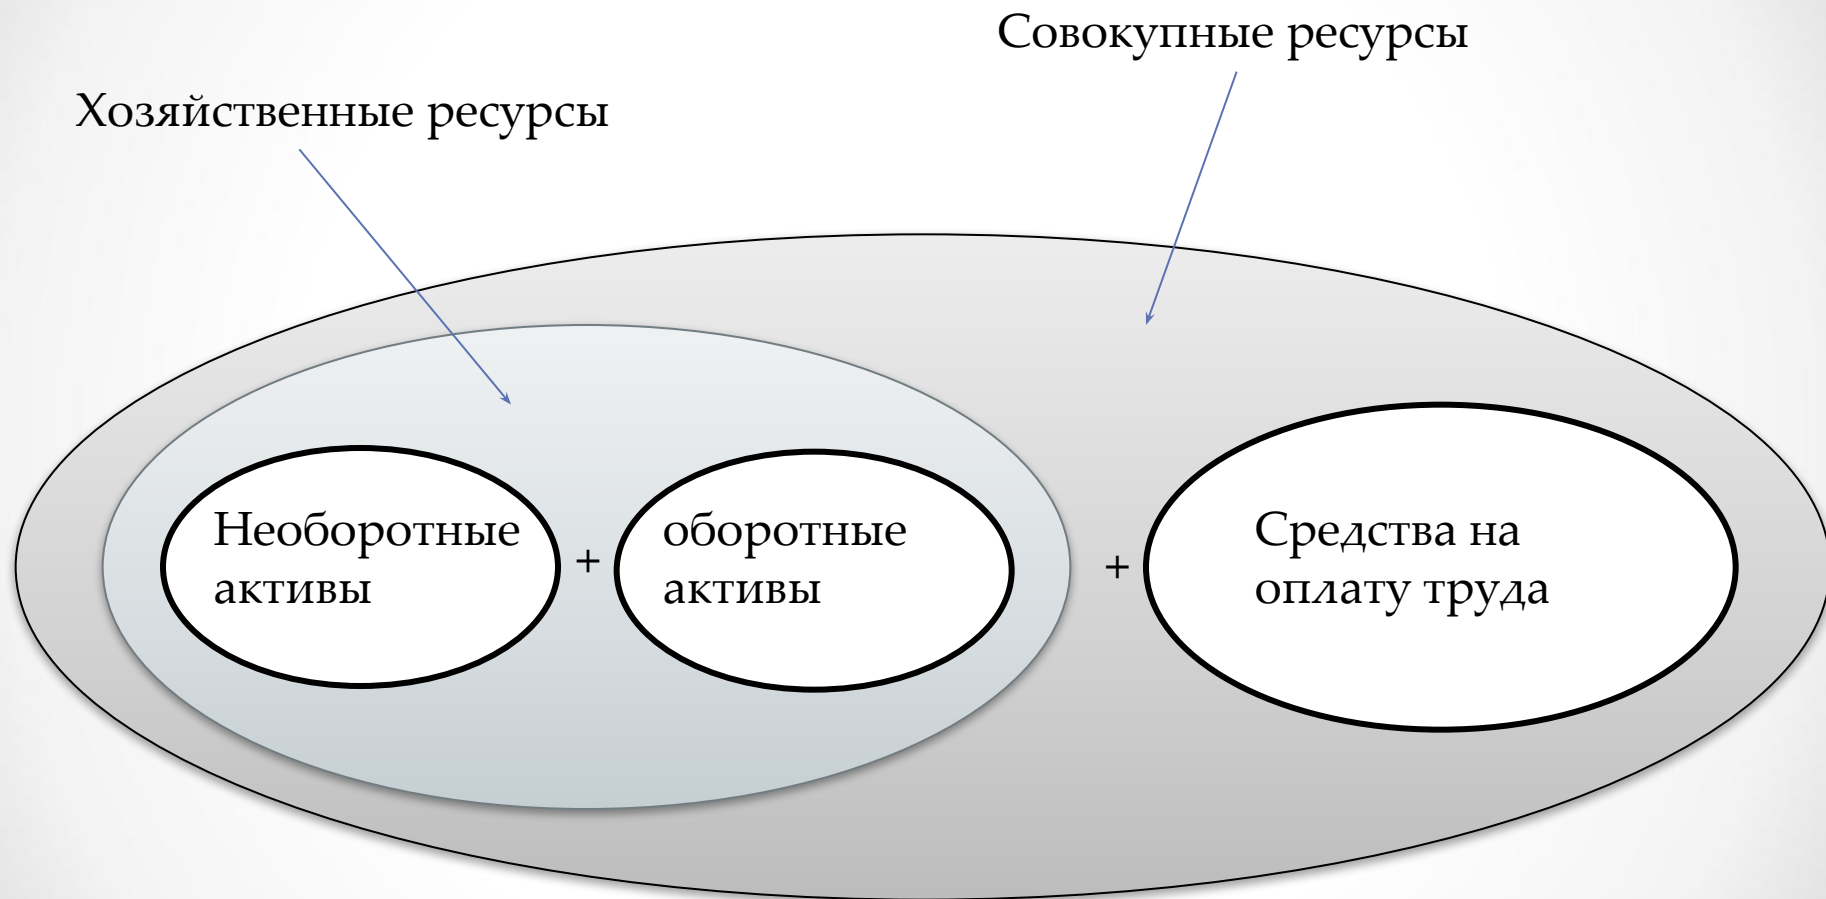 Совокупные ресурсы
Хозяйственные ресурсы
Необоротные
активы
+
оборотные
активы
+
Средства на
оплату труда